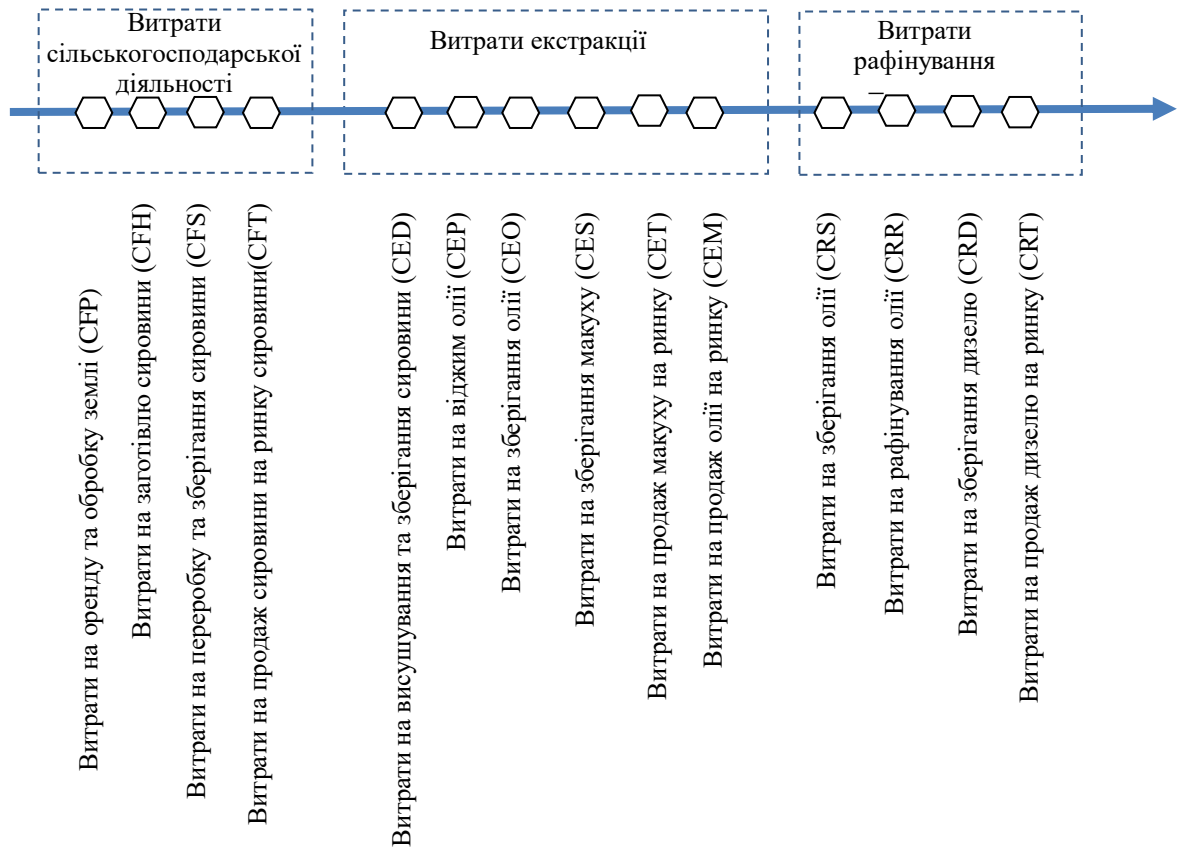 Витрати
сільськогосподарської
діяльності
Витрати екстракції
Витрати
рафінування
–
Витрати на оренду та обробку землі (CFP)
Витрати на заготівлю сировини (CFH)
Витрати на переробку та зберігання сировини (CFS)
Витрати на продаж сировини на ринку сировини(CFT)
Витрати на висушування та зберігання сировини (CED)
Витрати на віджим олії (CEP)
Витрати на зберігання олії (CEO)
Витрати на зберігання макуху (CES)
Витрати на продаж макуху на ринку (CET)
Витрати на продаж олії на ринку (CEM)
Витрати на зберігання олії (CRS)
Витрати на рафінування олії (CRR)
Витрати на зберігання дизелю (CRD)
Витрати на продаж дизелю на ринку (CRT)